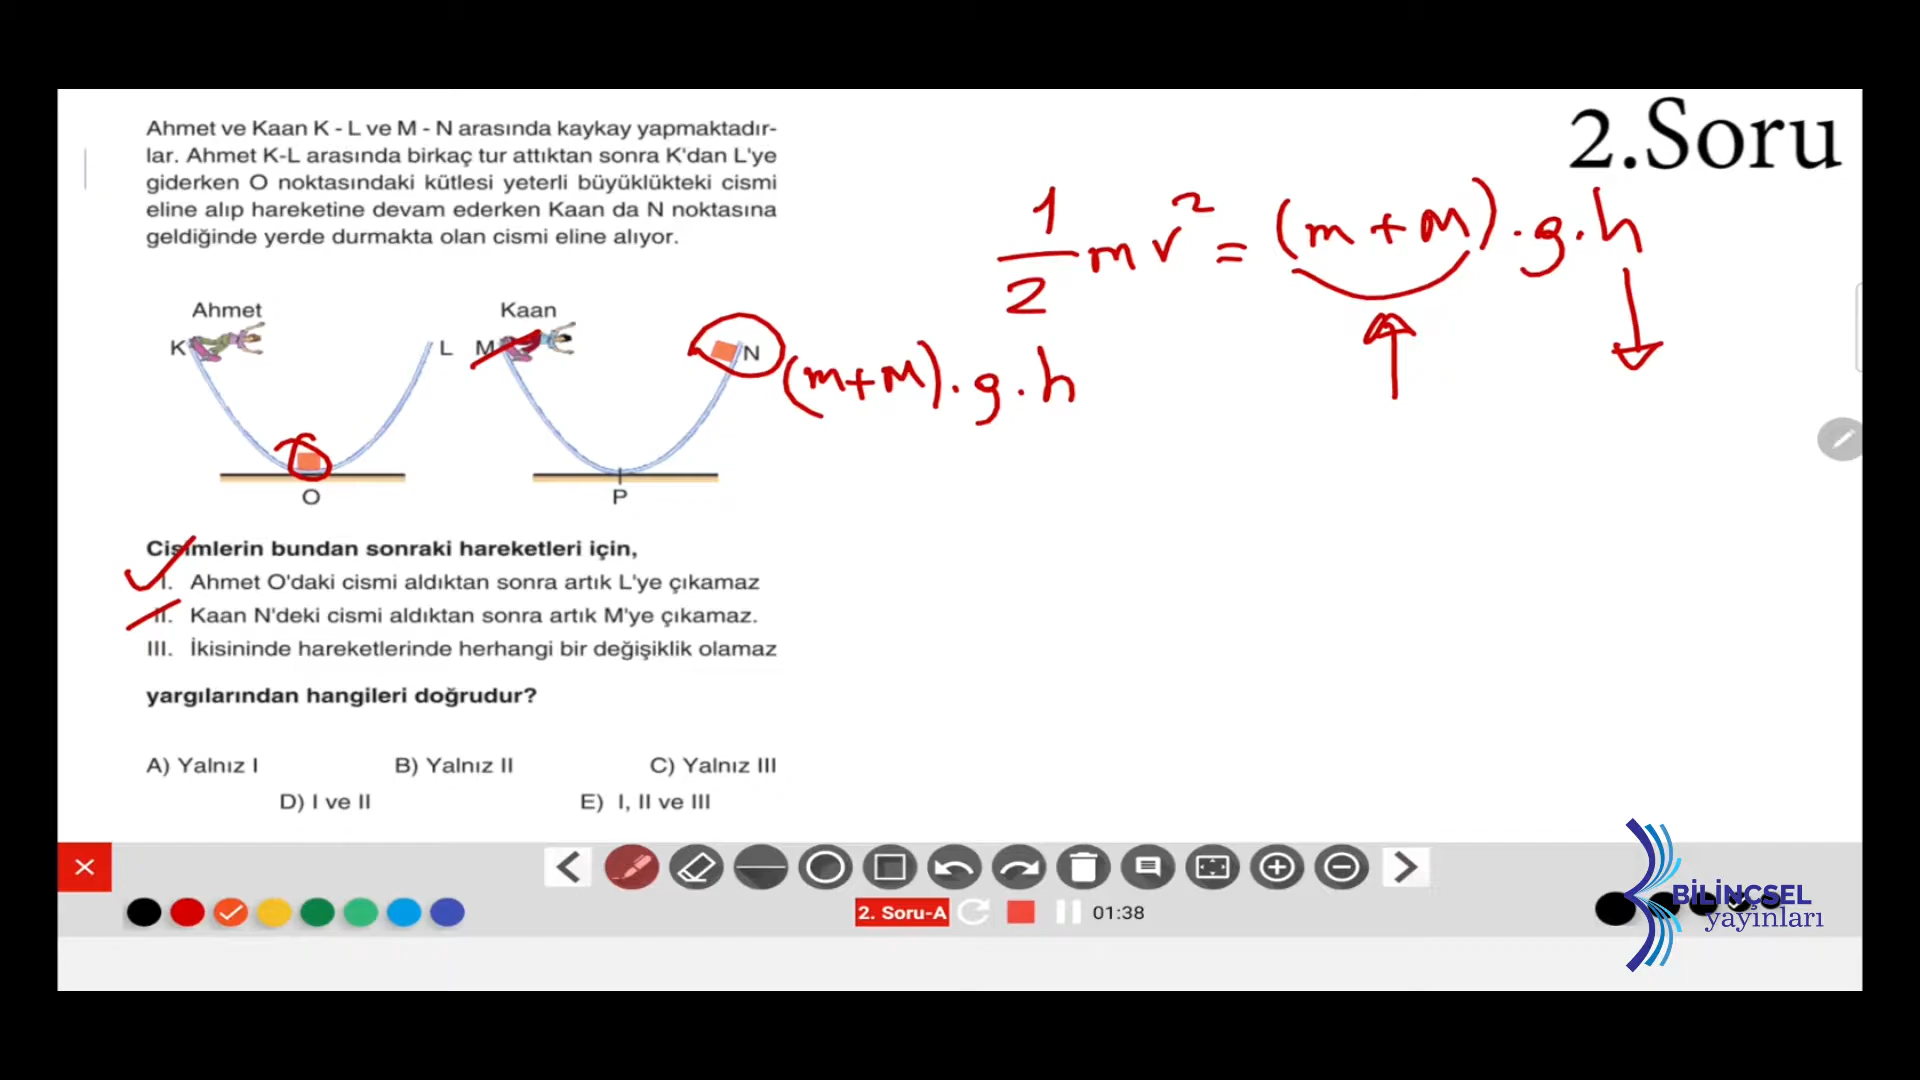 2.Soru
Ahmet ve Kaan K - L ve M - N arasında kaykay yapmaktadır-
lar. Ahmet K-L arasında birkaç tur attıktan sonra K'dan L'ye
giderken O noktasındaki kütlesi yeterli büyüklükteki cismi
eline alıp hareketine devam ederken Kaan da N noktasına
geldiğinde yerde durmakta olan cismi eline alıyor.
1/2 m v² = (m + M) . g . h
Ahmet
Kaan
K
L
M
N
(m+M) . g . h
O
P
Cisimlerin bundan sonraki hareketleri için,
I. Ahmet O'daki cismi aldıktan sonra artık L'ye çıkamaz
II. Kaan N'deki cismi aldıktan sonra artık M'ye çıkamaz.
III. İkisininde hareketlerinde herhangi bir değişiklik olamaz
yargılarından hangileri doğrudur?
A) Yalnız I B) Yalnız II C) Yalnız III
D) I ve II E) I, II ve III
2. Soru-A
01:38
BİLİNÇSEL
yayınları